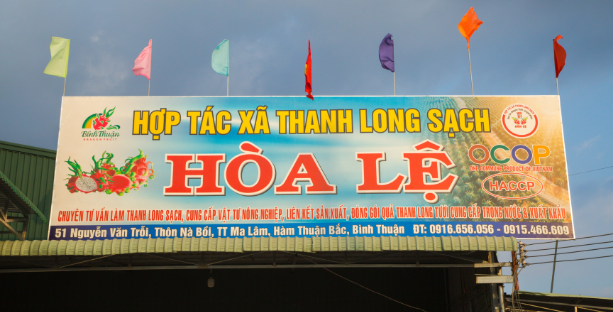 Bình Thuận
HỢP TÁC XÃ THANH LONG SẠCH
HÒA LỆ
OCOP
HACCP
CHUYÊN TƯ VẤN LÀM THANH LONG SẠCH, CUNG CẤP VẬT TƯ NÔNG NGHIỆP, LIÊN KẾT SẢN XUẤT, ĐÓNG GÓI QUẢ THANH LONG TƯƠI CUNG CẤP TRONG NƯỚC & XUẤT KHẨU
51 Nguyễn Văn Trỗi, Thôn Nà Bồi, TT Ma Lâm, Hàm Thuận Bắc, Bình Thuận ĐT: 0916.656.056 - 0915.466.609